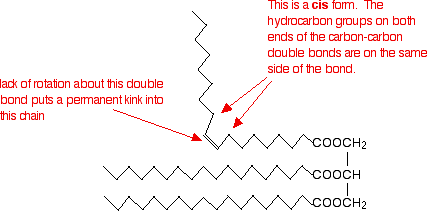 This is a cis form. The
hydrocarbon groups on both
ends of the carbon-carbon
double bonds are on the same
side of the bond.
lack of rotation about this double
bond puts a permanent kink into
this chain
COOCH2
COOCH
COOCH2